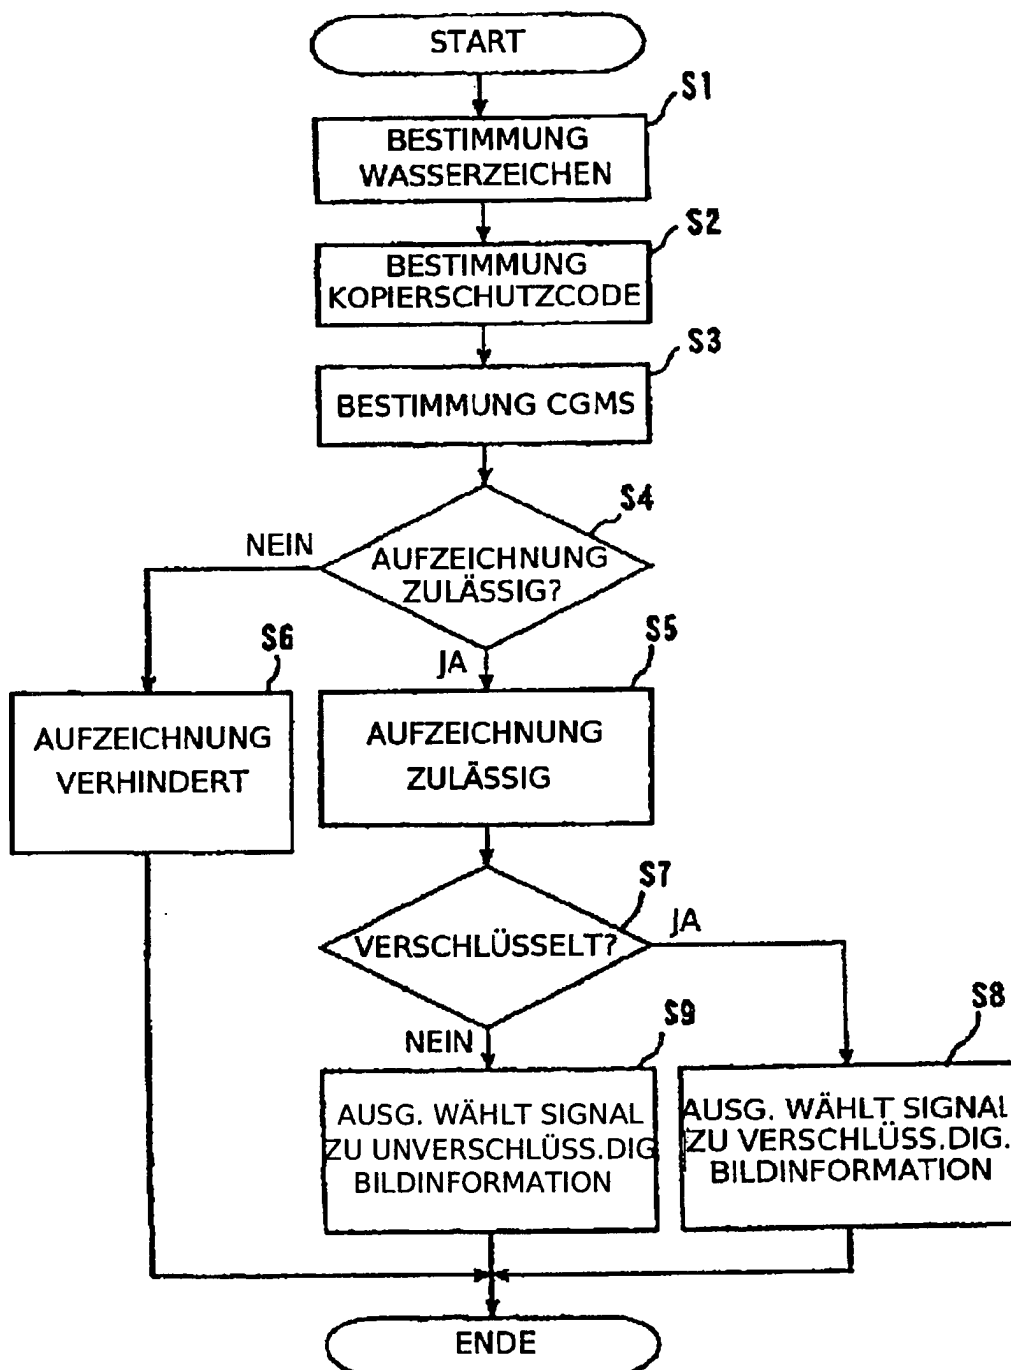 START
S1
BESTIMMUNG
WASSERZEICHEN
S2
BESTIMMUNG
KOPIERSCHUTZCODE
S3
BESTIMMUNG CGMS
S4
NEIN
AUFZEICHNUNG
ZULÄSSIG?
S6
JA
S5
AUFZEICHNUNG
VERHINDERT
AUFZEICHNUNG
ZULÄSSIG
S7
VERSCHLÜSSELT?
JA
NEIN
S9
S8
AUSG. WÄHLT SIGNAL
ZU UNVERSCHLÜSS.DIG
BILDINFORMATION
AUSG. WÄHLT SIGNAL
ZU VERSCHLÜSS.DIG.
BILDINFORMATION
ENDE